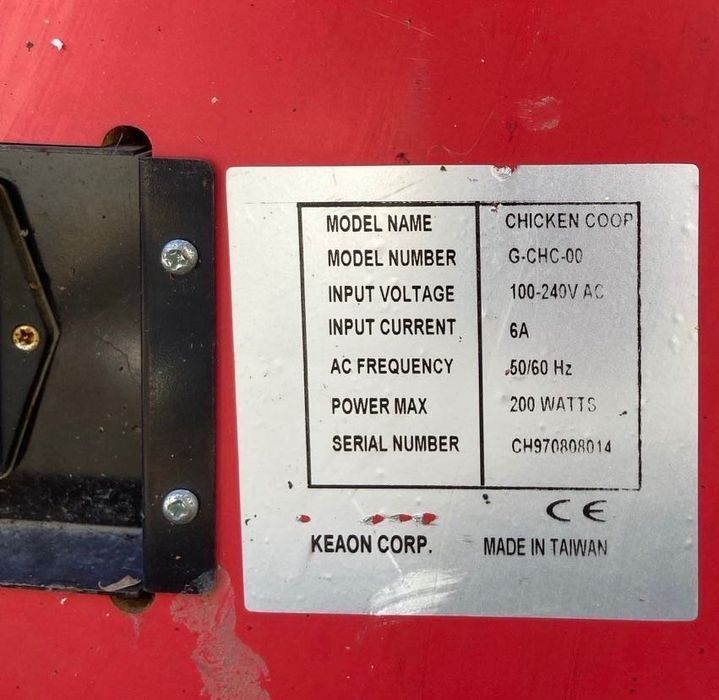 MODEL NAME CHICKEN COOP
MODEL NUMBER G-CHC-00
INPUT VOLTAGE 100-240V AC
INPUT CURRENT 6A
AC FREQUENCY 50/60 Hz
POWER MAX 200 WATTS
SERIAL NUMBER CH970808014
CE
KEAON CORP. MADE IN TAIWAN